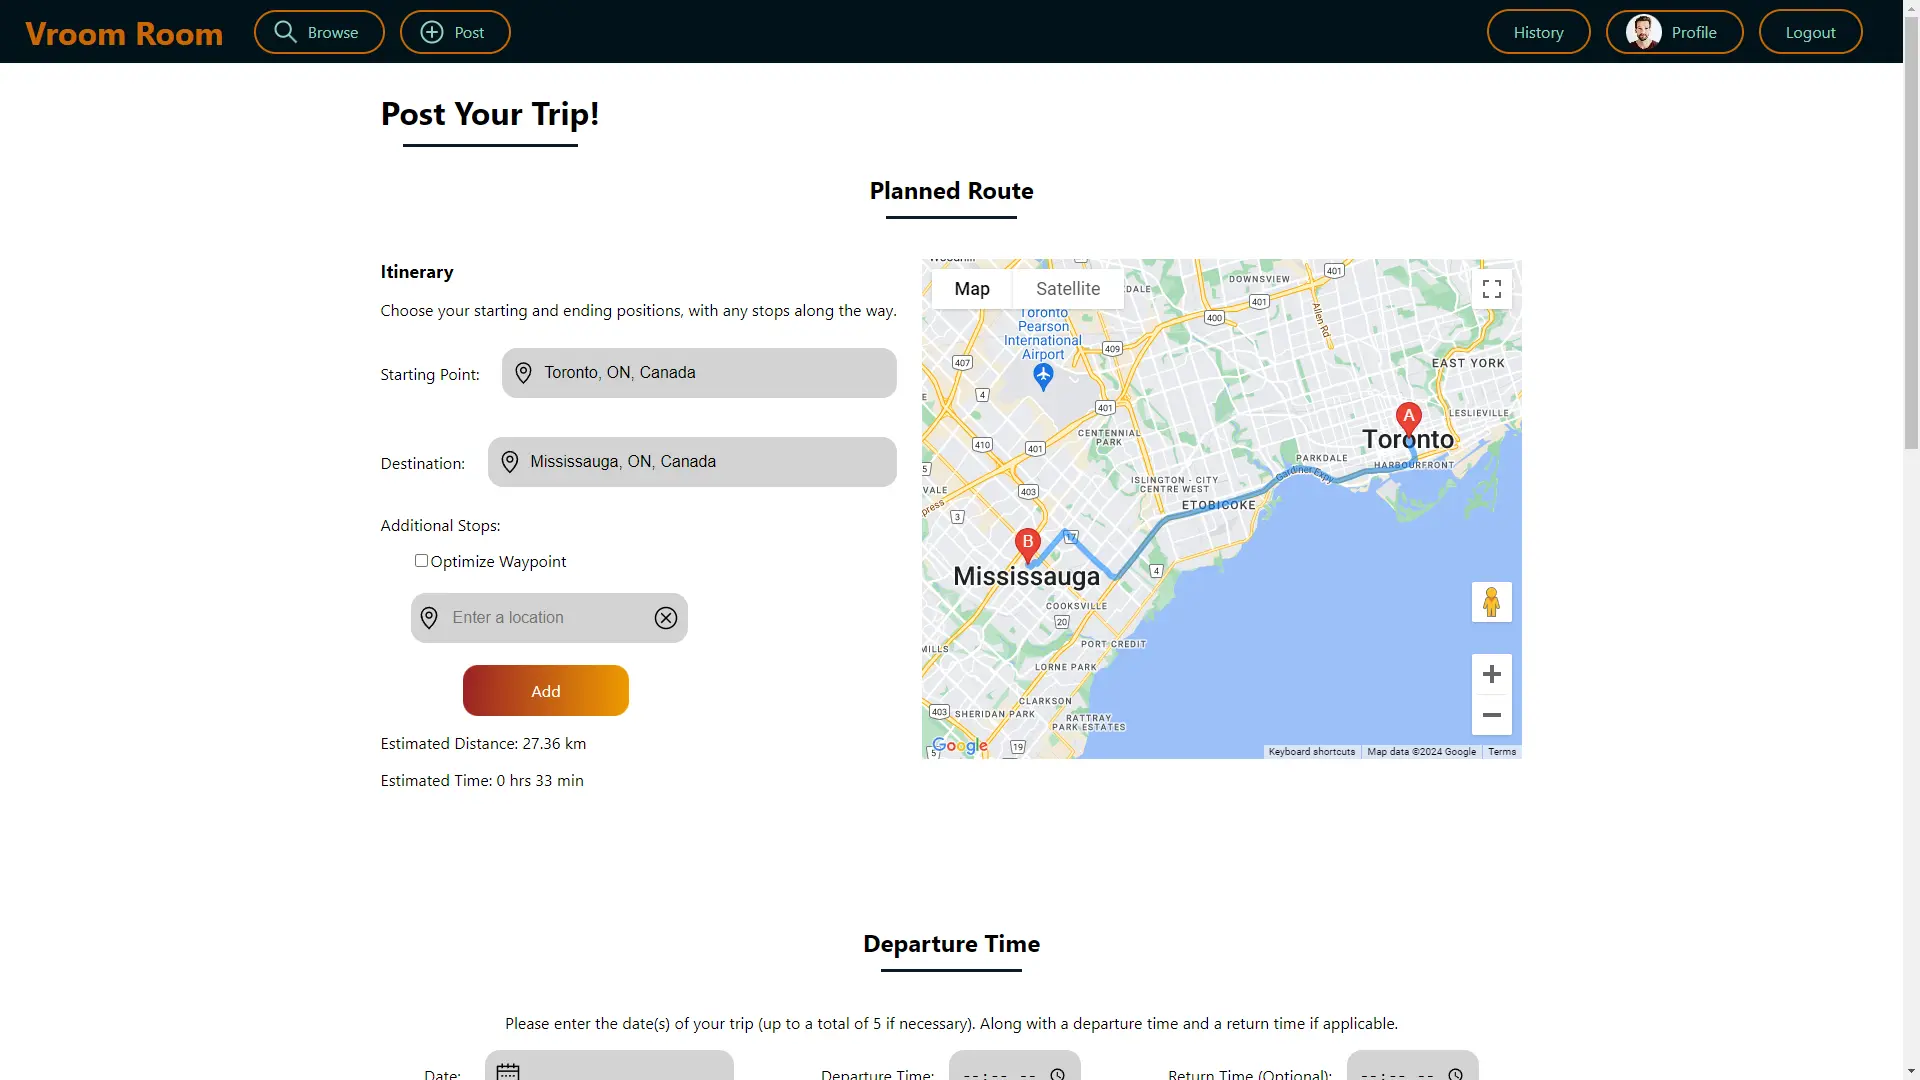 Vroom Room
Browse
Post
History
Profile
Logout
Post Your Trip!
Planned Route
Itinerary
Choose your starting and ending positions, with any stops along the way.
Starting Point:
Toronto, ON, Canada
Destination:
Mississauga, ON, Canada
Additional Stops:
Optimize Waypoint
Enter a location
Add
Estimated Distance: 27.36 km
Estimated Time: 0 hrs 33 min
Map
Satellite
DALE
DOWNSVIEW
401
401
400
Allen Rd
Toronto
Pearson
International
Airport
409
407
4
EAST YORK
401
A
LESLIEVILLE
Toronto
CENTENNIAL
PARK
410
401
PARKDALE
HARBOURFRONT
Gardiner Expy
5
ISLINGTON - CITY
CENTRE WEST
VALE
403
ETOBICOKE
press
3
B
17
Mississauga
4
COOKSVILLE
20
MILLS
PORT CREDIT
LORNE PARK
CLARKSON
403
SHERIDAN PARK
RATTRAY
PARK ESTATES
Google
5
19
Keyboard shortcuts
Map data ©2024 Google
Terms
Departure Time
Please enter the date(s) of your trip (up to a total of 5 if necessary). Along with a departure time and a return time if applicable.
Date:
Departure Time:
--:-- --
Return Time (Optional):
--:-- --